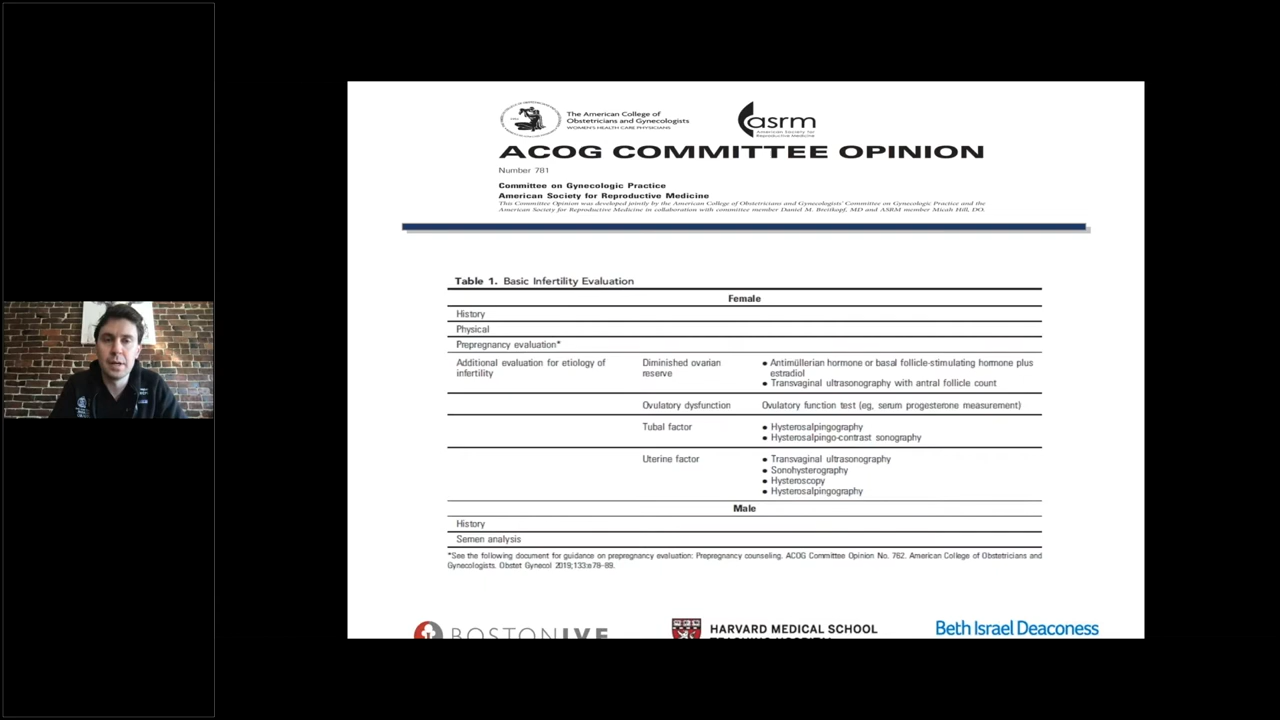 The American College of
Obstetricians and Gynecologists
WOMEN'S HEALTH CARE PHYSICIANS
asrm
American Society for
Reproductive Medicine
ACOG COMMITTEE OPINION
Number 781
Committee on Gynecologic Practice
American Society for Reproductive Medicine
This Committee Opinion was developed jointly by the American College of Obstetricians and Gynecologists' Committee on Gynecologic Practice and the
American Society for Reproductive Medicine in collaboration with committee member Daniel M. Breitkopf, MD and ASRM member Micah Hill, DO.
Table 1. Basic Infertility Evaluation
Female
History
Physical
Prepregnancy evaluation*
Additional evaluation for etiology of
infertility
Diminished ovarian
reserve
• Antimüllerian hormone or basal follicle-stimulating hormone plus
estradiol
• Transvaginal ultrasonography with antral follicle count
Ovulatory dysfunction
Ovulatory function test (eg, serum progesterone measurement)
Tubal factor
• Hysterosalpingography
• Hysterosalpingo-contrast sonography
Uterine factor
• Transvaginal ultrasonography
• Sonohysterography
• Hysteroscopy
• Hysterosalpingography
Male
History
Semen analysis
*See the following document for guidance on prepregnancy evaluation: Prepregnancy counseling. ACOG Committee Opinion No. 762. American College of Obstetricians and
Gynecologists. Obstet Gynecol 2019;133:e78–89.
BOSTON IVF
HARVARD MEDICAL SCHOOL
TEACHING HOSPITAL
Beth Israel Deaconess